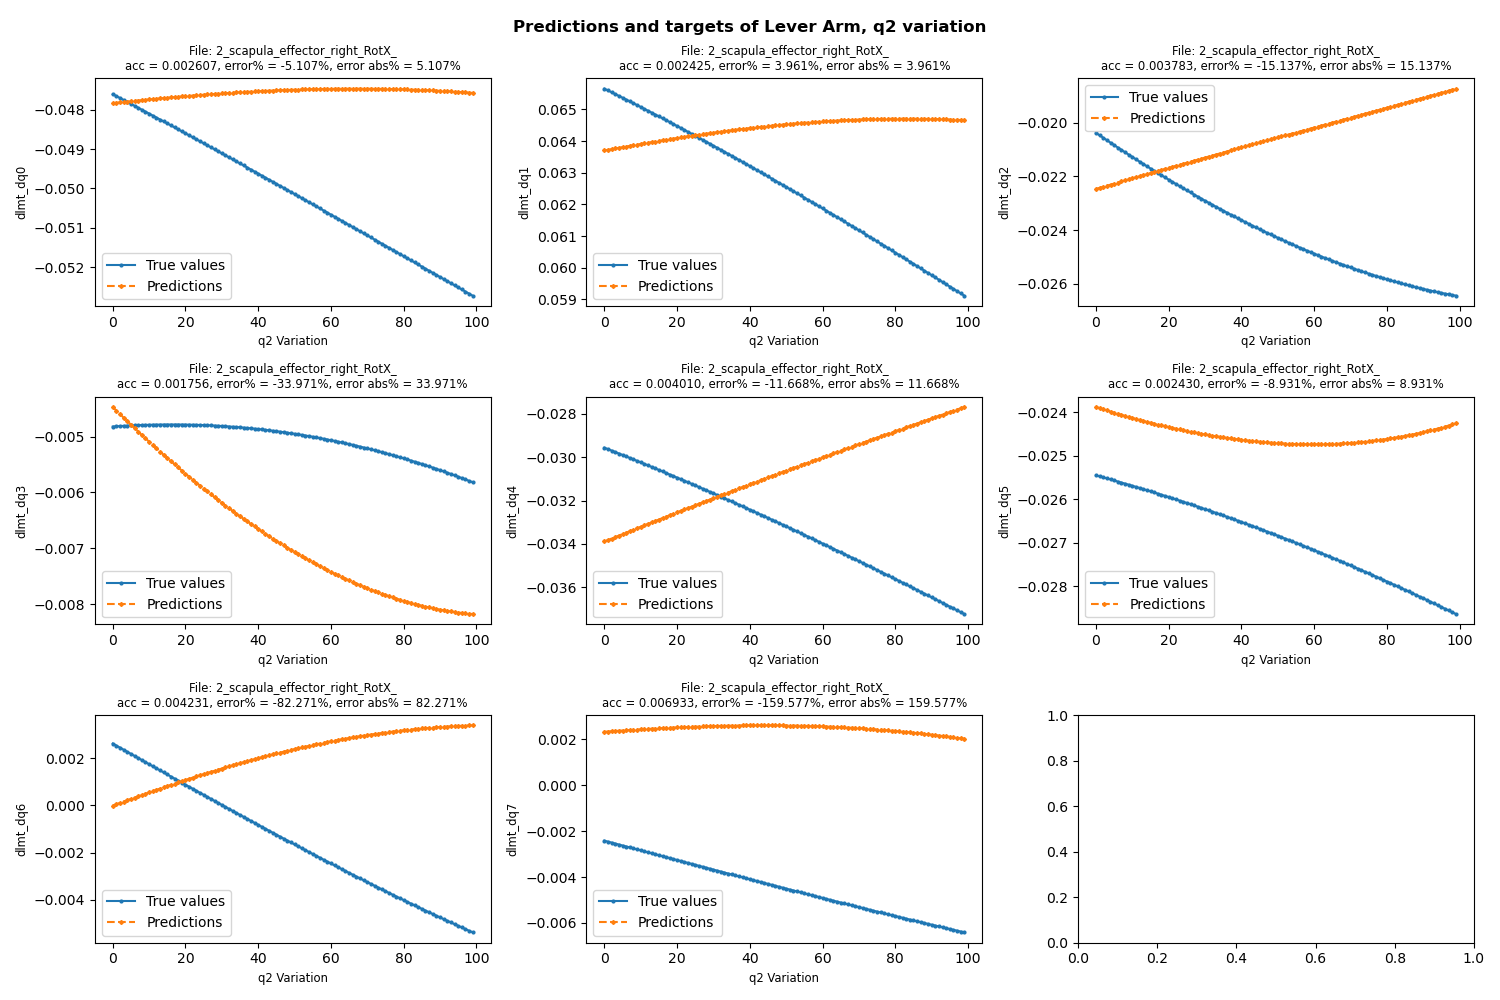 Predictions and targets of Lever Arm, q2 variation
File: 2_scapula_effector_right_RotX_
acc = 0.002607, error% = -5.107%, error abs% = 5.107%
−0.048
−0.049
−0.050
−0.051
−0.052
dlmt_dq0
True values
Predictions
0 20 40 60 80 100
q2 Variation
File: 2_scapula_effector_right_RotX_
acc = 0.002425, error% = 3.961%, error abs% = 3.961%
0.065
0.064
0.063
0.062
0.061
0.060
0.059
dlmt_dq1
True values
Predictions
0 20 40 60 80 100
q2 Variation
File: 2_scapula_effector_right_RotX_
acc = 0.003783, error% = -15.137%, error abs% = 15.137%
−0.020
−0.022
−0.024
−0.026
dlmt_dq2
True values
Predictions
0 20 40 60 80 100
q2 Variation
File: 2_scapula_effector_right_RotX_
acc = 0.001756, error% = -33.971%, error abs% = 33.971%
−0.005
−0.006
−0.007
−0.008
dlmt_dq3
True values
Predictions
0 20 40 60 80 100
q2 Variation
File: 2_scapula_effector_right_RotX_
acc = 0.004010, error% = -11.668%, error abs% = 11.668%
−0.028
−0.030
−0.032
−0.034
−0.036
dlmt_dq4
True values
Predictions
0 20 40 60 80 100
q2 Variation
File: 2_scapula_effector_right_RotX_
acc = 0.002430, error% = -8.931%, error abs% = 8.931%
−0.024
−0.025
−0.026
−0.027
−0.028
dlmt_dq5
True values
Predictions
0 20 40 60 80 100
q2 Variation
File: 2_scapula_effector_right_RotX_
acc = 0.004231, error% = -82.271%, error abs% = 82.271%
0.002
0.000
−0.002
−0.004
dlmt_dq6
True values
Predictions
0 20 40 60 80 100
q2 Variation
File: 2_scapula_effector_right_RotX_
acc = 0.006933, error% = -159.577%, error abs% = 159.577%
0.002
0.000
−0.002
−0.004
−0.006
dlmt_dq7
True values
Predictions
0 20 40 60 80 100
q2 Variation
1.0
0.8
0.6
0.4
0.2
0.0
0.0 0.2 0.4 0.6 0.8 1.0